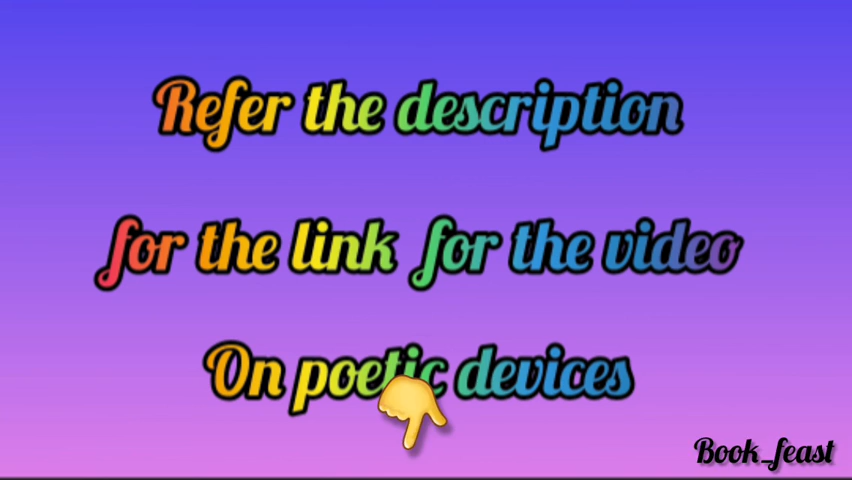 Refer the description
for the link for the video
On poetic devices
Book_feast